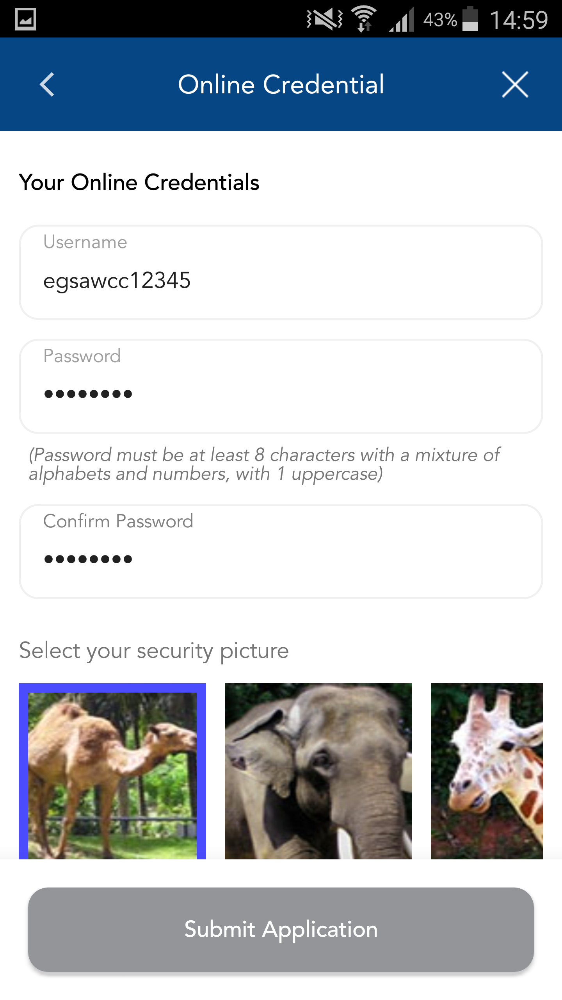 43% 14:59
Online Credential
Your Online Credentials
Username
egsawcc12345
Password
••••••••
(Password must be at least 8 characters with a mixture of
alphabets and numbers, with 1 uppercase)
Confirm Password
••••••••
Select your security picture
Submit Application